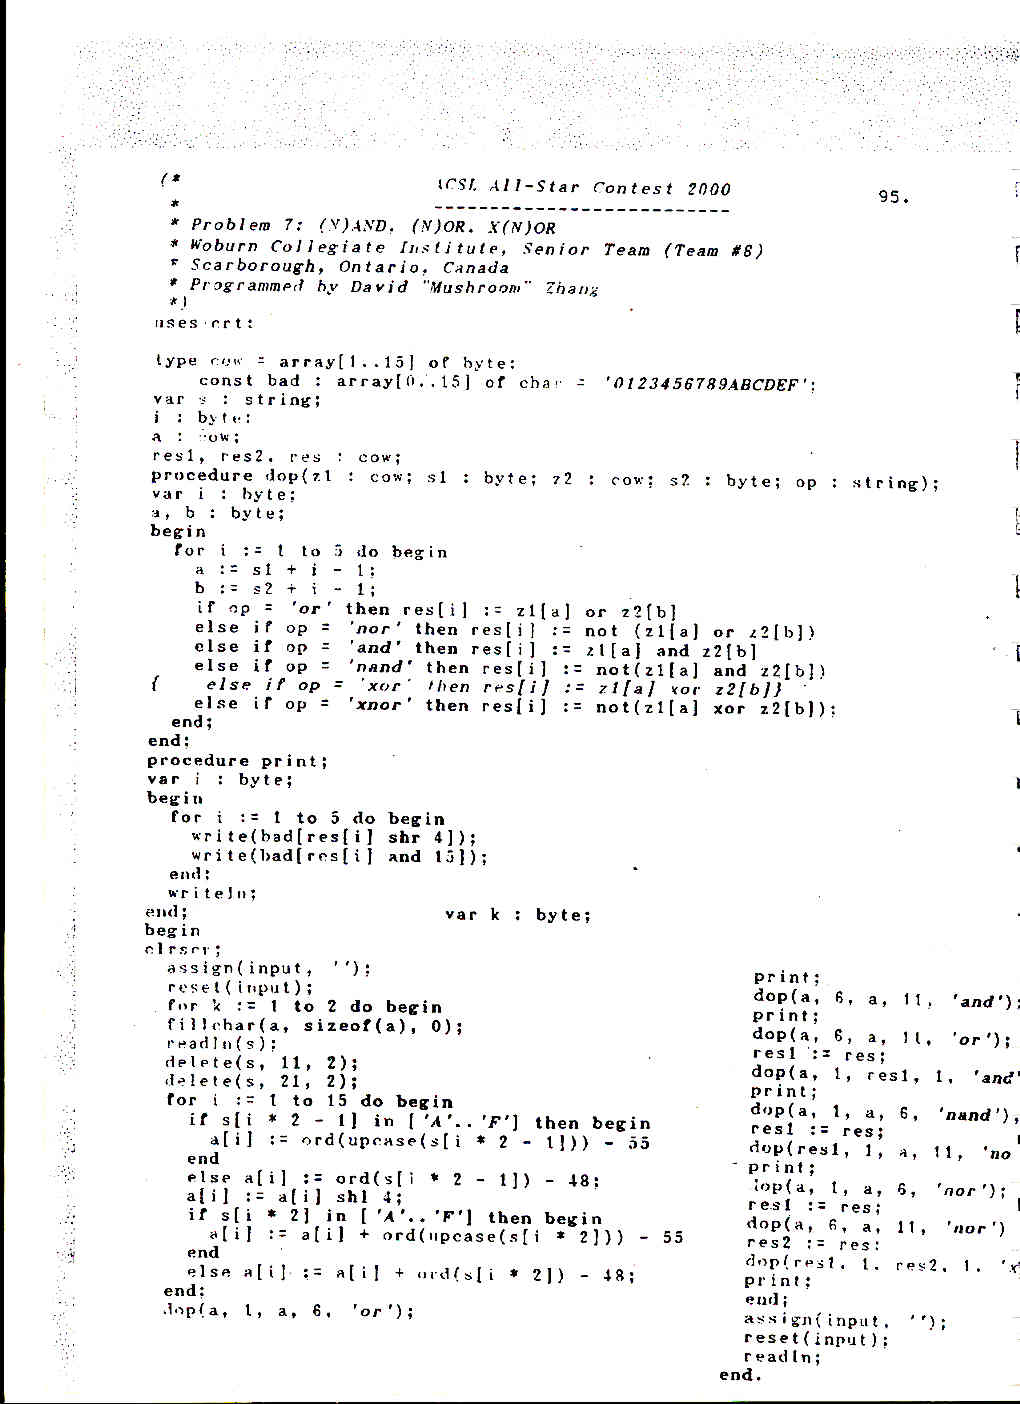 (*
ACSL All-Star Contest 2000
95.
*
--------------------------
* Problem 7: (N)AND, (N)OR, X(N)OR
* Woburn Collegiate Institute, Senior Team (Team #8)
* Scarborough, Ontario, Canada
* Programmed by David "Mushroom" Zhang
*)
uses crt;
type cow = array[1..15] of byte;
const bad : array[0..15] of char = '0123456789ABCDEF';
var s : string;
i : byte;
a : cow;
res1, res2, res : cow;
procedure dop(z1 : cow; s1 : byte; z2 : cow; s2 : byte; op : string);
var i : byte;
a, b : byte;
begin
for i := 1 to 5 do begin
a := s1 + i - 1;
b := s2 + i - 1;
if op = 'or' then res[i] := z1[a] or z2[b]
else if op = 'nor' then res[i] := not (z1[a] or z2[b])
else if op = 'and' then res[i] := z1[a] and z2[b]
else if op = 'nand' then res[i] := not(z1[a] and z2[b])
{ else if op = 'xor' then res[i] := z1[a] xor z2[b]}
else if op = 'xnor' then res[i] := not(z1[a] xor z2[b]);
end;
end;
procedure print;
var i : byte;
begin
for i := 1 to 5 do begin
write(bad[res[i] shr 4]);
write(bad[res[i] and 15]);
end;
writeln;
end;
var k : byte;
begin
clrscr;
assign(input, '');
reset(input);
for k := 1 to 2 do begin
fillchar(a, sizeof(a), 0);
readln(s);
delete(s, 11, 2);
delete(s, 21, 2);
for i := 1 to 15 do begin
if s[i * 2 - 1] in ['A'..'F'] then begin
a[i] := ord(upcase(s[i * 2 - 1])) - 55
end
else a[i] := ord(s[i * 2 - 1]) - 48;
a[i] := a[i] shl 4;
if s[i * 2] in ['A'..'F'] then begin
a[i] := a[i] + ord(upcase(s[i * 2])) - 55
end
else a[i] := a[i] + ord(s[i * 2]) - 48;
end;
dop(a, 1, a, 6, 'or');
print;
dop(a, 6, a, 11, 'and');
print;
dop(a, 6, a, 11, 'or');
res1 := res;
dop(a, 1, res1, 1, 'and'
print;
dop(a, 1, a, 6, 'nand');
res1 := res;
dop(res1, 1, a, 11, 'no
print;
dop(a, 1, a, 6, 'nor');
res1 := res;
dop(a, 6, a, 11, 'nor')
res2 := res;
dop(res1, 1, res2, 1, 'x
print;
end;
assign(input, '');
reset(input);
readln;
end.